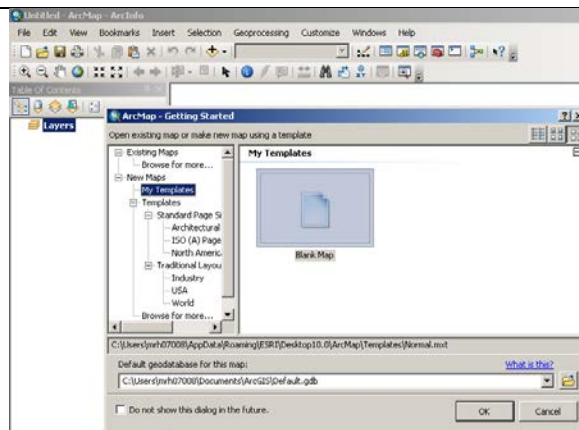 Untitled - ArcMap - ArcInfo
File Edit View Bookmarks Insert Selection Geoprocessing Customize Windows Help
Table Of Contents
Layers
ArcMap - Getting Started
Open existing map or make new map using a template
Existing Maps
Browse for more...
New Maps
My Templates
Templates
Standard Page Si
Architectural
ISO (A) Page
North Americ
Traditional Layou
Industry
USA
World
Browse for more...
My Templates
Blank Map
C:\Users\mrh07008\AppData\Roaming\ESRI\Desktop10.0\ArcMap\Templates\Normal.mxt
Default geodatabase for this map:
What is this?
C:\Users\mrh07008\Documents\ArcGIS\Default.gdb
Do not show this dialog in the future.
OK Cancel